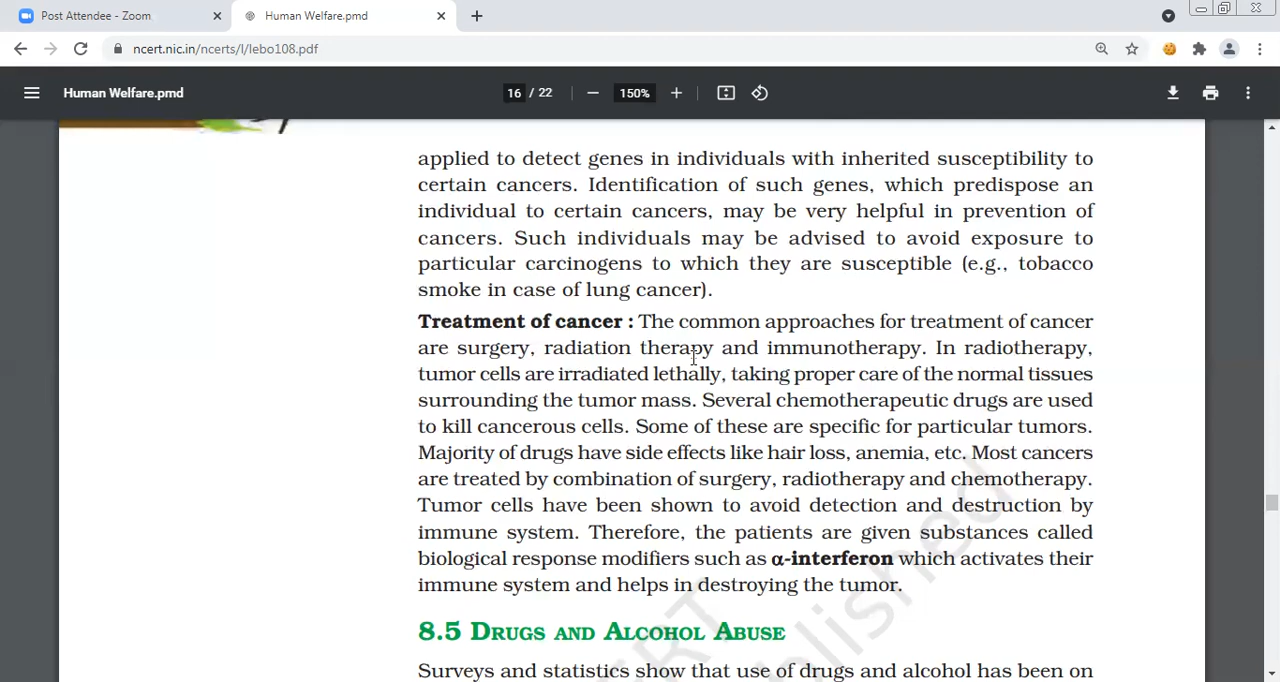 Post Attendee - Zoom
Human Welfare.pmd
ncert.nic.in/ncerts/l/lebo108.pdf
Human Welfare.pmd
16 / 22
150%
applied to detect genes in individuals with inherited susceptibility to
certain cancers. Identification of such genes, which predispose an
individual to certain cancers, may be very helpful in prevention of
cancers. Such individuals may be advised to avoid exposure to
particular carcinogens to which they are susceptible (e.g., tobacco
smoke in case of lung cancer).
Treatment of cancer : The common approaches for treatment of cancer
are surgery, radiation therapy and immunotherapy. In radiotherapy,
tumor cells are irradiated lethally, taking proper care of the normal tissues
surrounding the tumor mass. Several chemotherapeutic drugs are used
to kill cancerous cells. Some of these are specific for particular tumors.
Majority of drugs have side effects like hair loss, anemia, etc. Most cancers
are treated by combination of surgery, radiotherapy and chemotherapy.
Tumor cells have been shown to avoid detection and destruction by
immune system. Therefore, the patients are given substances called
biological response modifiers such as α-interferon which activates their
immune system and helps in destroying the tumor.
8.5 DRUGS AND ALCOHOL ABUSE
Surveys and statistics show that use of drugs and alcohol has been on